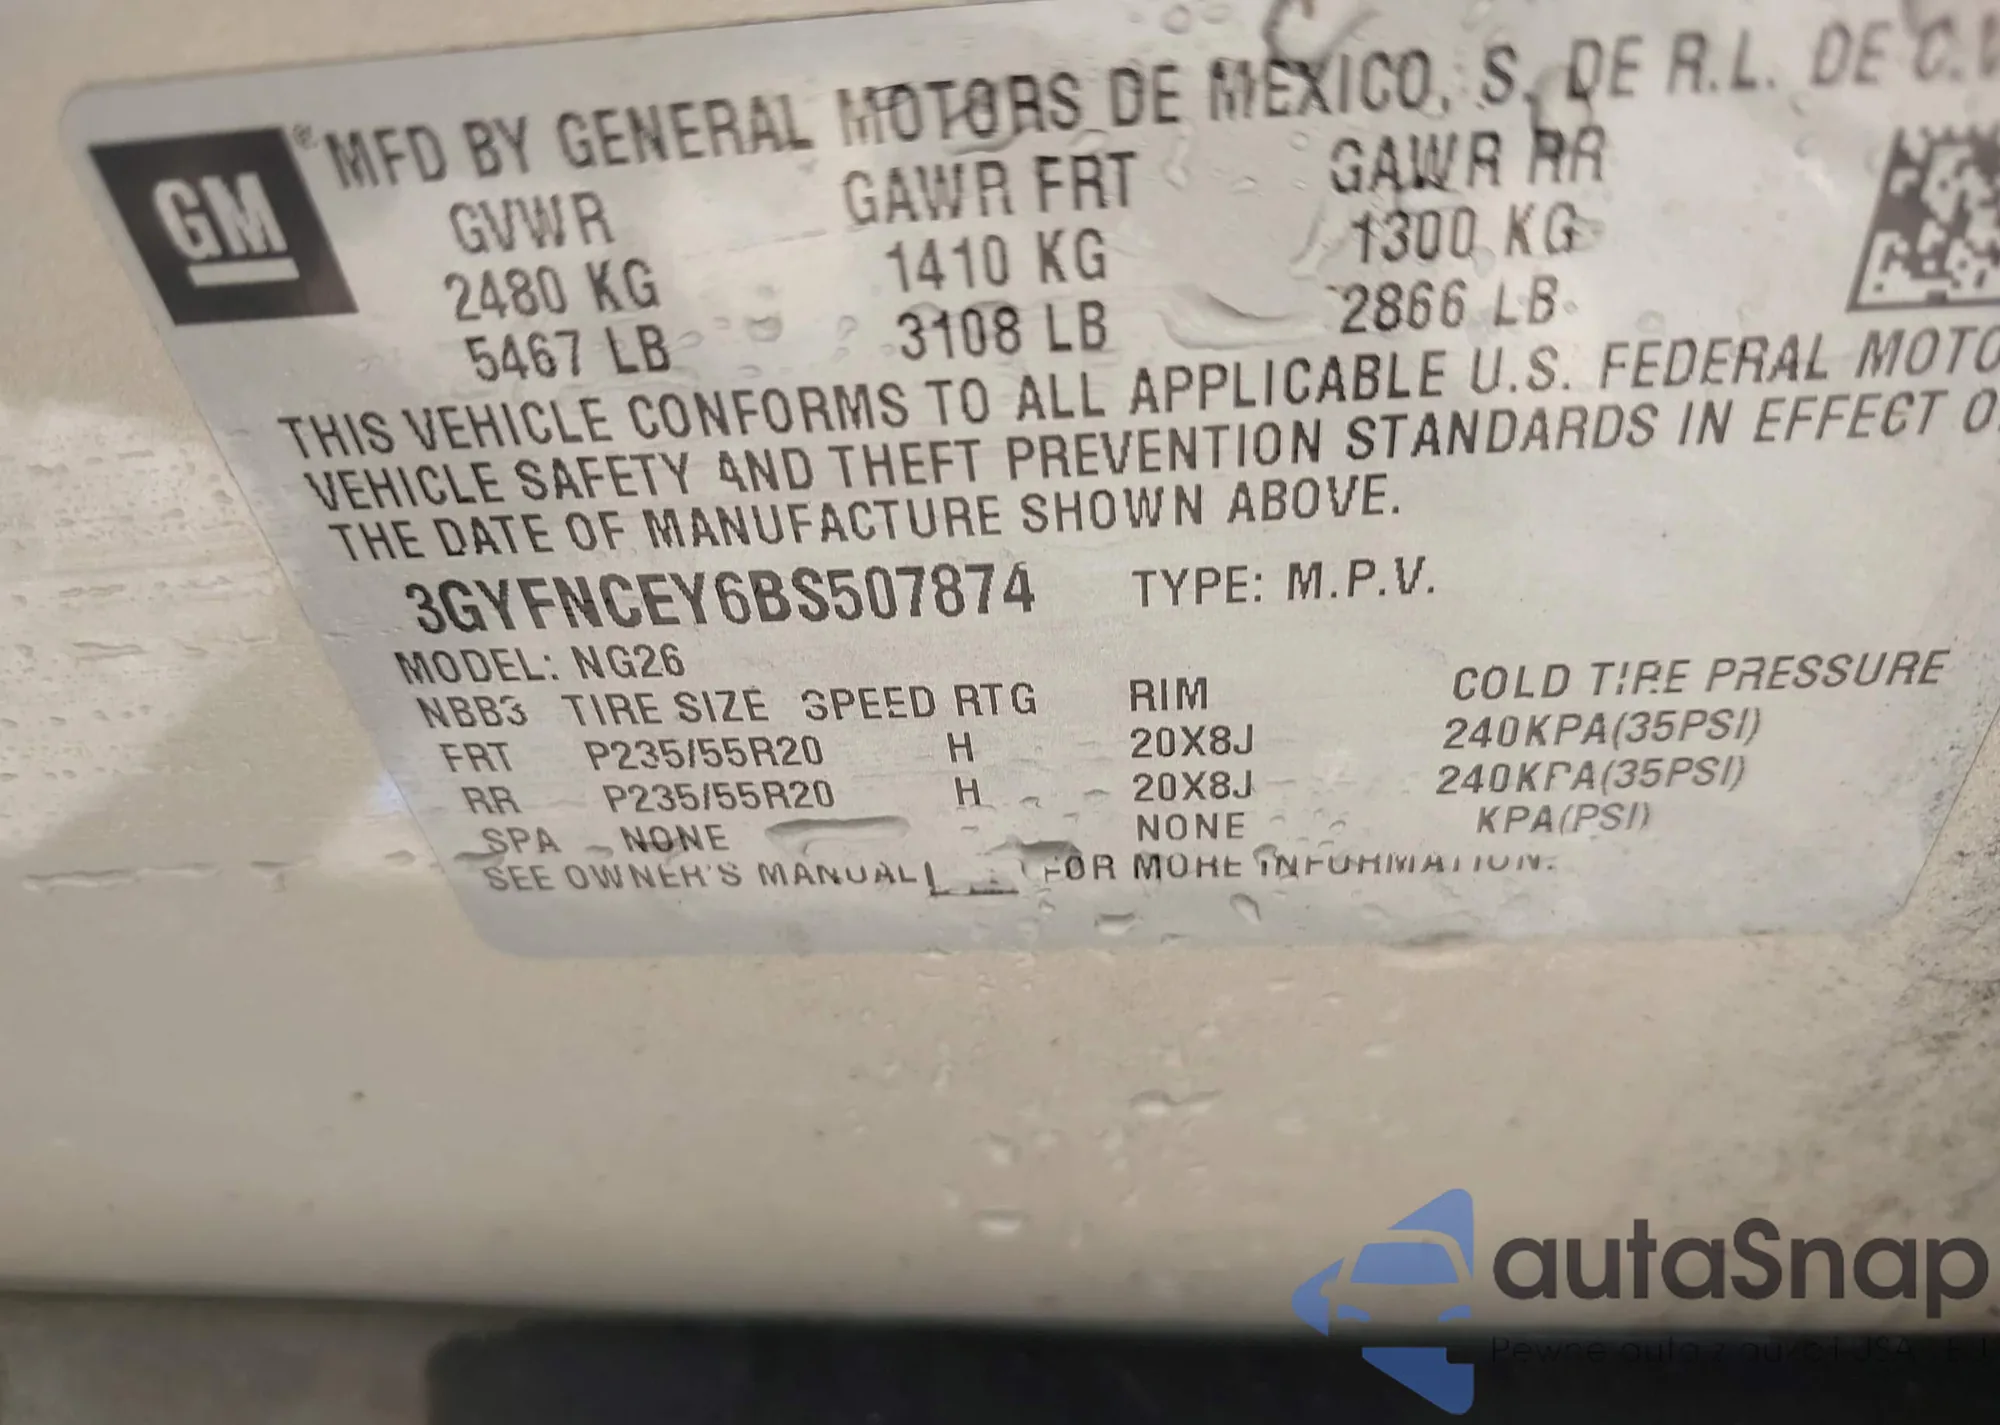 GM
® MFD BY GENERAL MOTORS DE MEXICO, S. DE R.L. DE C.V
GVWR GAWR FRT GAWR RR
2480 KG 1410 KG 1300 KG
5467 LB 3108 LB 2866 LB
THIS VEHICLE CONFORMS TO ALL APPLICABLE U.S. FEDERAL MOTO
VEHICLE SAFETY AND THEFT PREVENTION STANDARDS IN EFFECT O
THE DATE OF MANUFACTURE SHOWN ABOVE.
3GYFNCEY6BS507874 TYPE: M.P.V.
MODEL: NG26
NBB3 TIRE SIZE SPEED RTG RIM COLD TIRE PRESSURE
FRT P235/55R20 H 20X8J 240KPA(35PSI)
RR P235/55R20 H 20X8J 240KPA(35PSI)
SPA NONE NONE KPA(PSI)
SEE OWNER'S MANUAL FOR MORE INFORMATION.
autaSnap
Pewne auta z